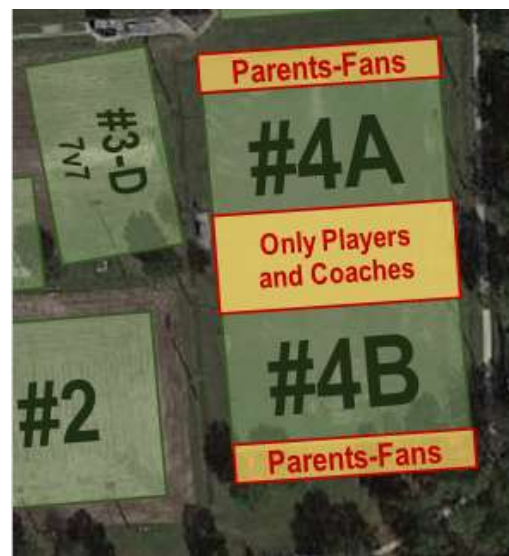 Parents-Fans
#3-D
7v7
#4A
Only Players
and Coaches
#2
#4B
Parents-Fans